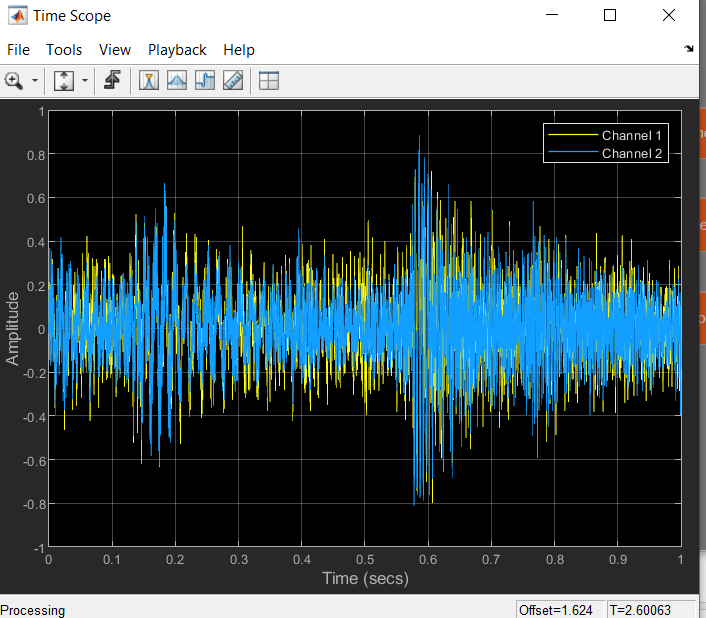 Time Scope
File Tools View Playback Help
Channel 1
Channel 2
1
0.8
0.6
0.4
0.2
0
-0.2
-0.4
-0.6
-0.8
-1
Amplitude
0 0.1 0.2 0.3 0.4 0.5 0.6 0.7 0.8 0.9 1
Time (secs)
Processing Offset=1.624 T=2.60063